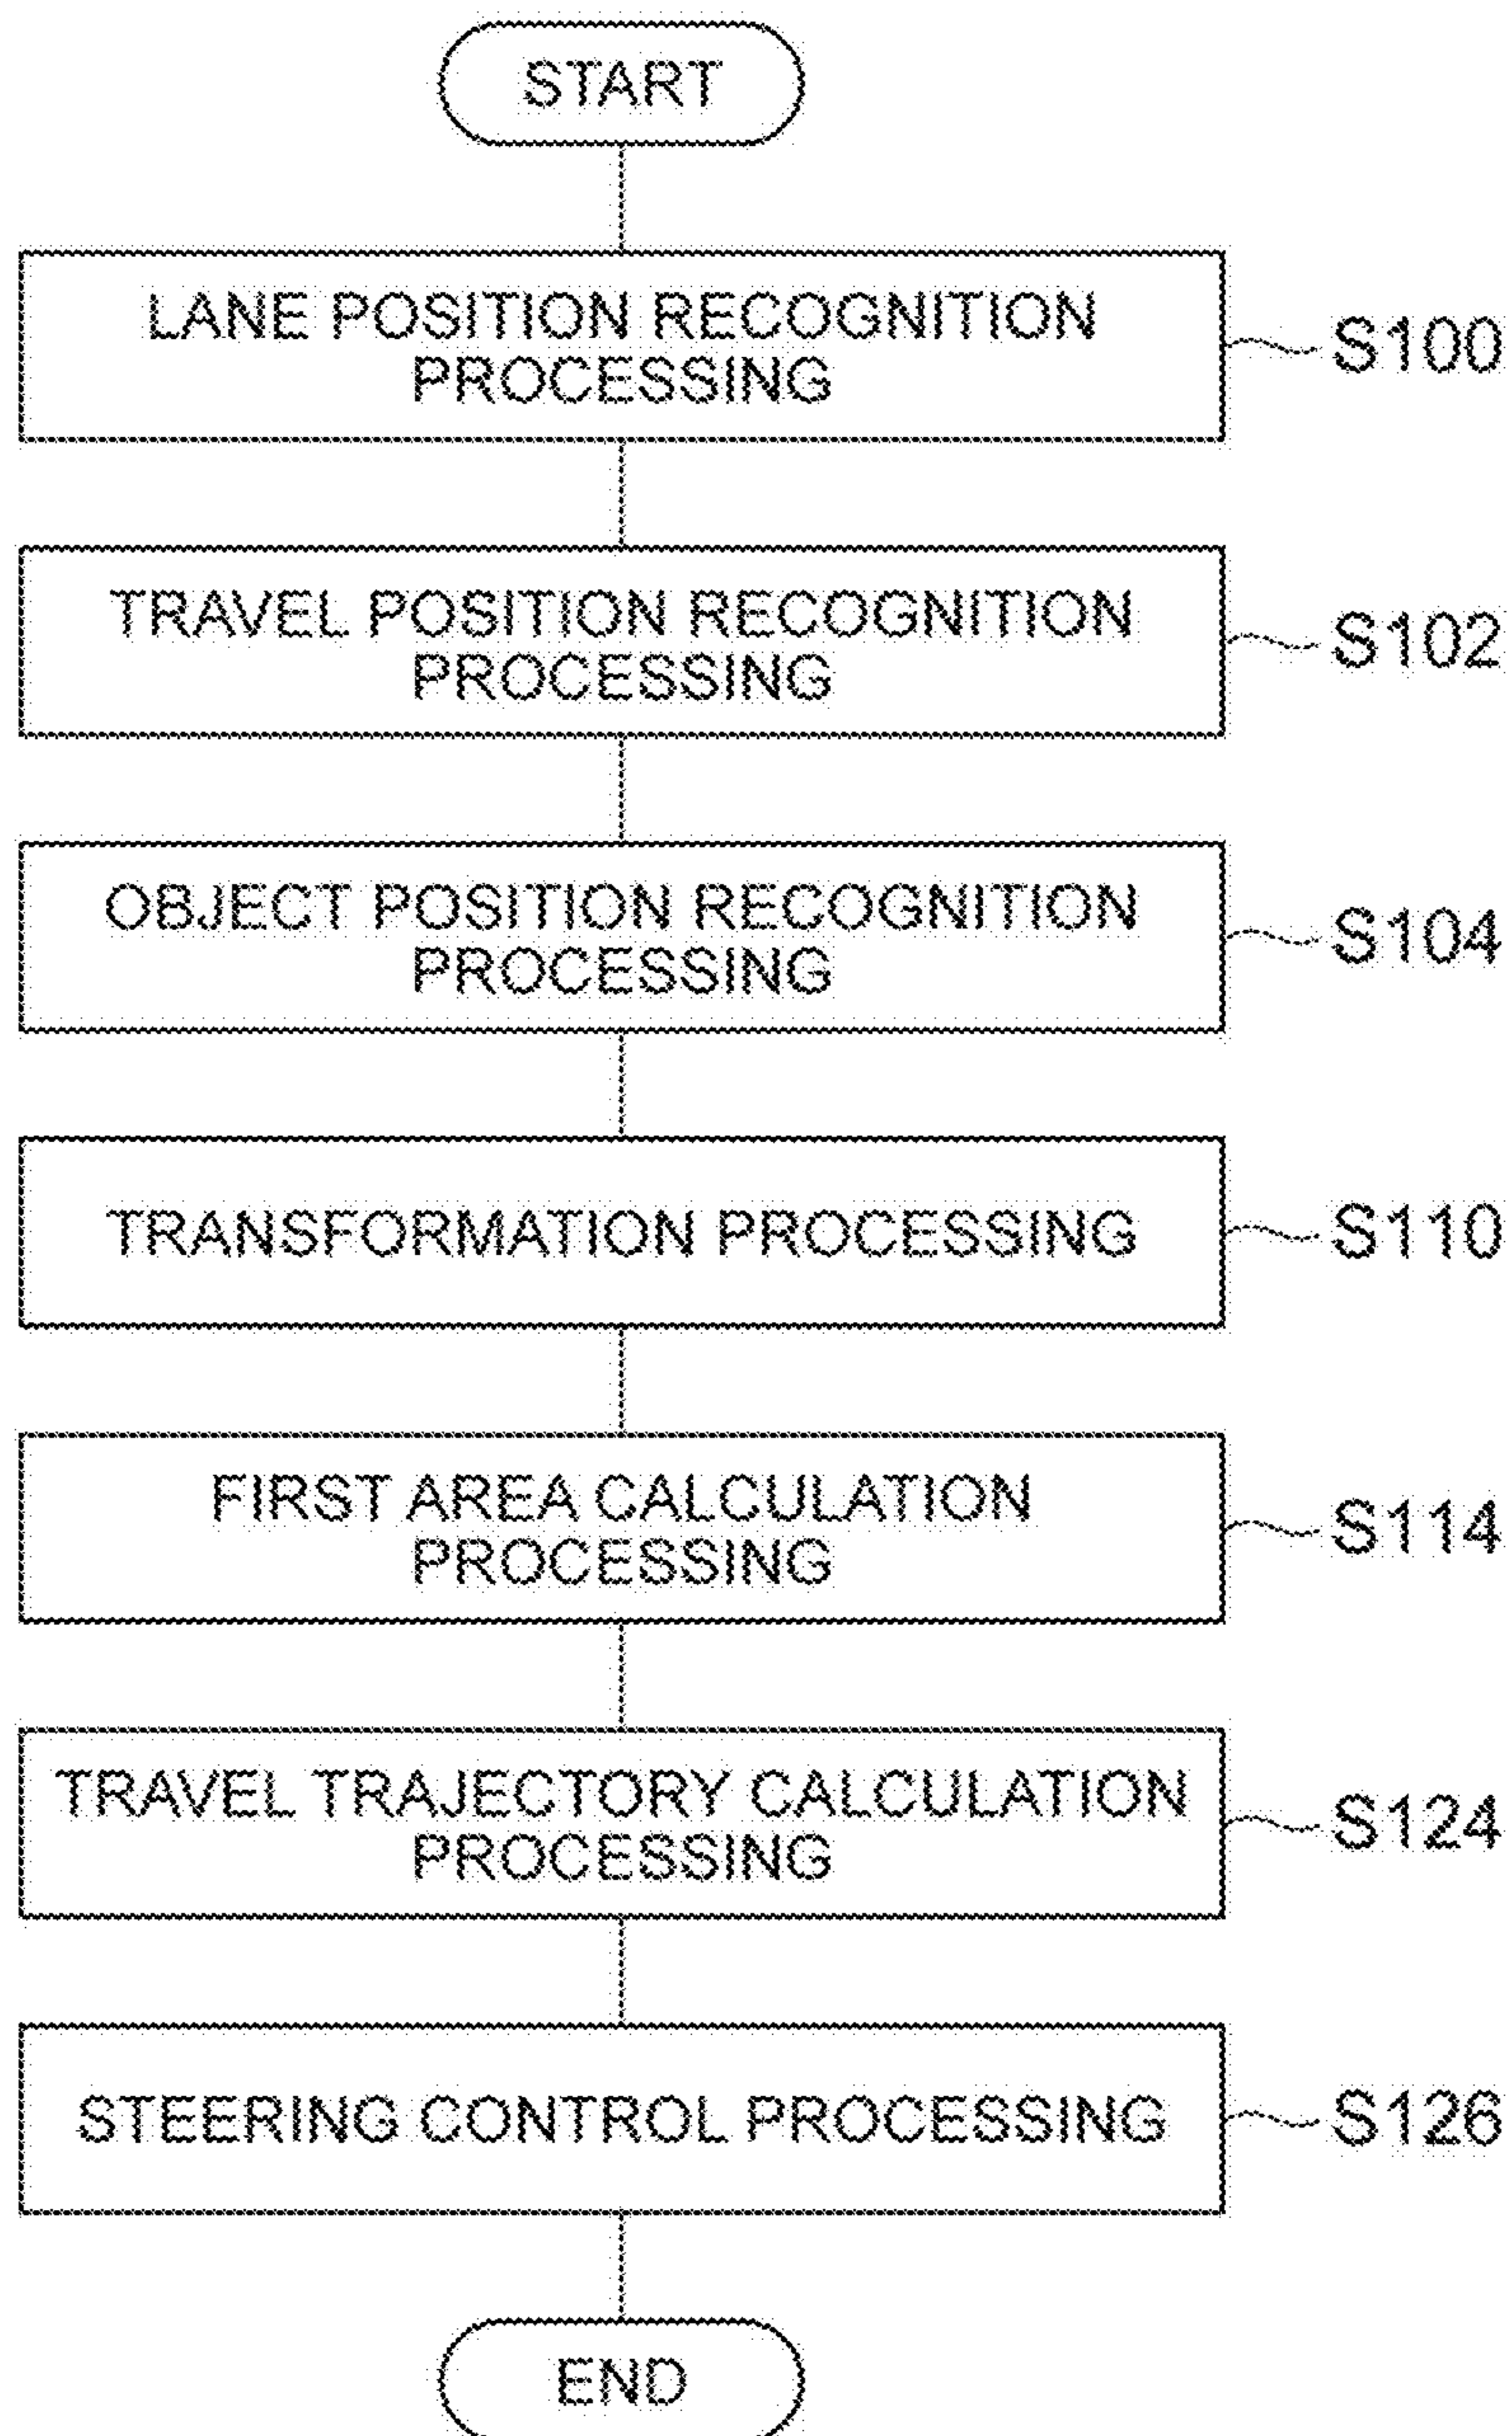 START
LANE POSITION RECOGNITION
PROCESSING
S100
TRAVEL POSITION RECOGNITION
PROCESSING
S102
OBJECT POSITION RECOGNITION
PROCESSING
S104
TRANSFORMATION PROCESSING
S110
FIRST AREA CALCULATION
PROCESSING
S114
TRAVEL TRAJECTORY CALCULATION
PROCESSING
S124
STEERING CONTROL PROCESSING
S126
END